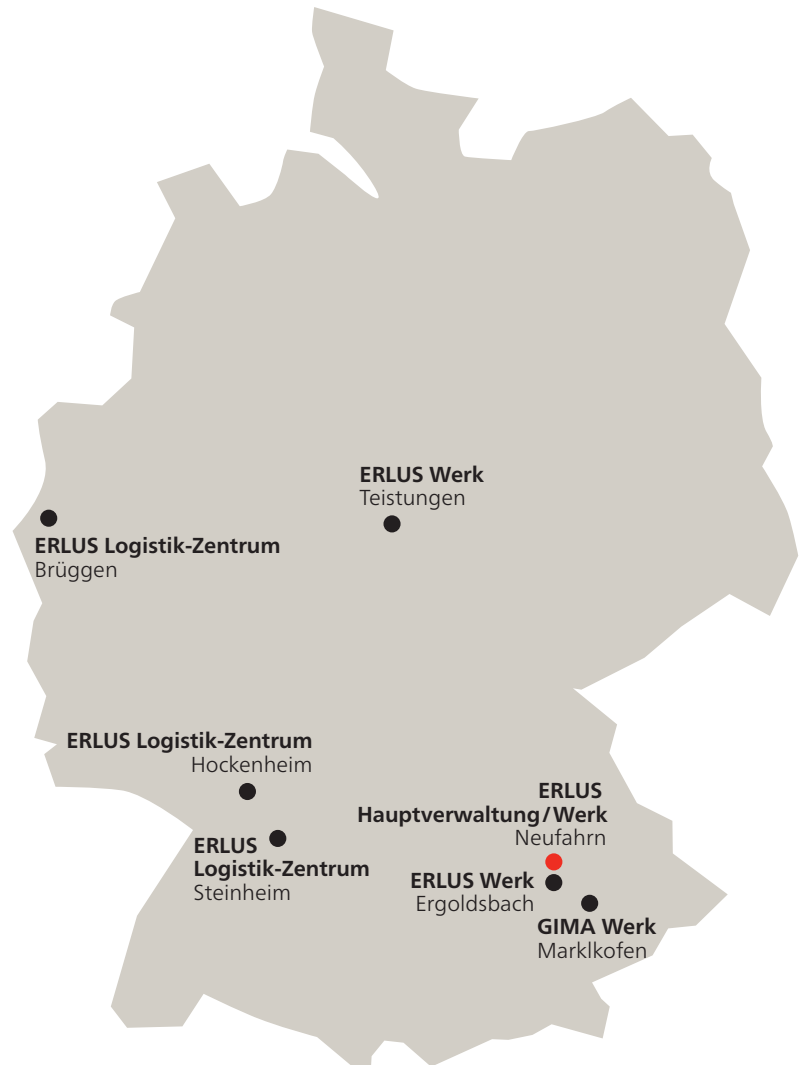 ERLUS Werk
Teistungen
ERLUS Logistik-Zentrum
Brüggen
ERLUS Logistik-Zentrum
Hockenheim
ERLUS
Hauptverwaltung/Werk
Neufahrn
ERLUS
Logistik-Zentrum
Steinheim
ERLUS Werk
Ergoldsbach
GIMA Werk
Marklkofen